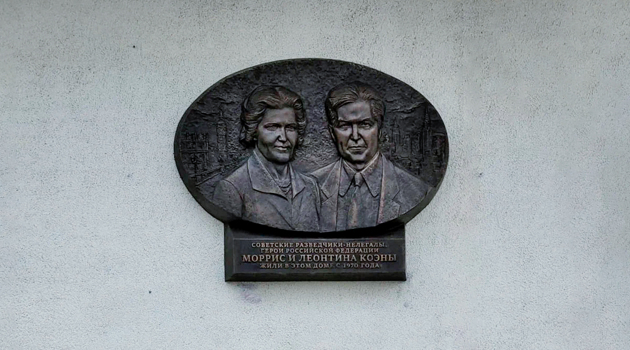 СОВЕТСКИЕ РАЗВЕДЧИКИ-НЕЛЕГАЛЫ,
ГЕРОИ РОССИЙСКОЙ ФЕДЕРАЦИИ
МОРРИС И ЛЕОНТИНА КОЭНЫ
ЖИЛИ В ЭТОМ ДОМЕ С 1970 ГОДА